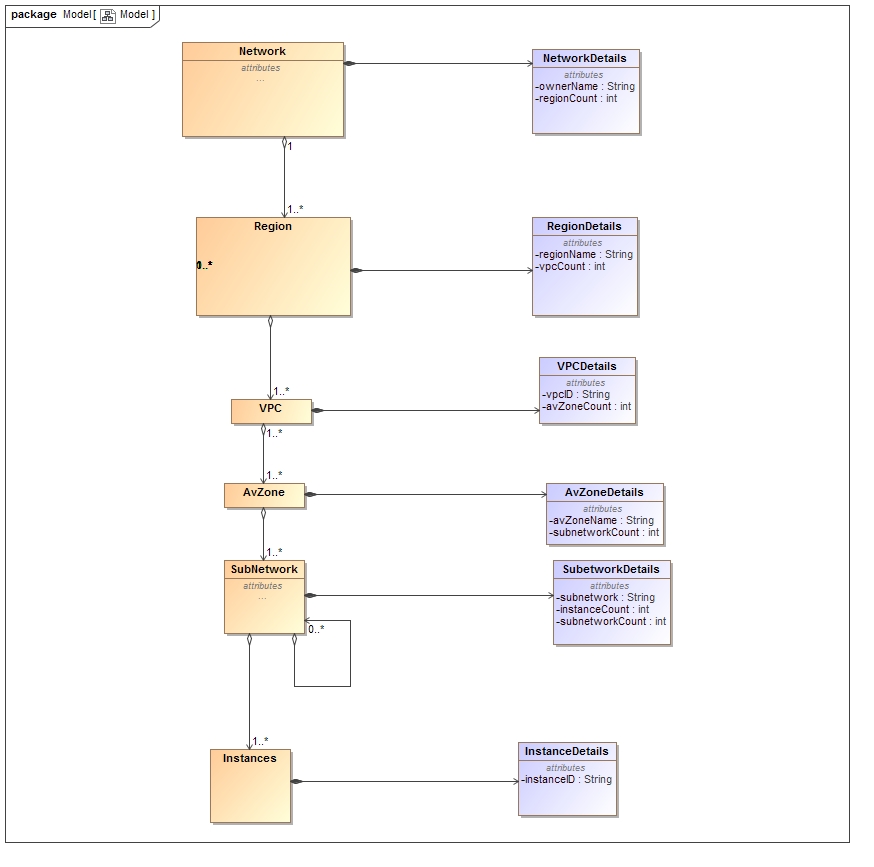 package Model[ Model ]
Network
attributes
...
NetworkDetails
attributes
-ownerName : String
-regionCount : int
1
1..*
Region
..*
RegionDetails
attributes
-regionName : String
-vpcCount : int
1..*
VPC
VPCDetails
attributes
-vpcID : String
-avZoneCount : int
1..*
1..*
AvZone
AvZoneDetails
attributes
-avZoneName : String
-subnetworkCount : int
1..*
SubNetwork
attributes
...
SubetworkDetails
attributes
-subnetwork : String
-instanceCount : int
-subnetworkCount : int
0..*
1..*
Instances
InstanceDetails
attributes
-instanceID : String